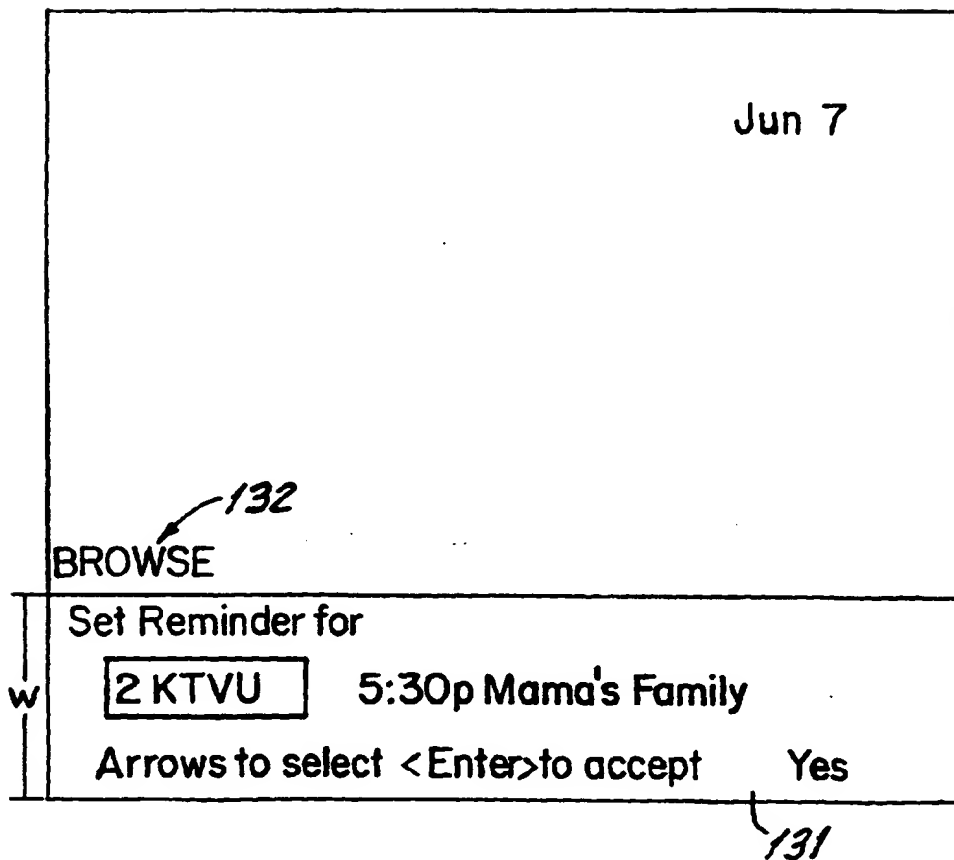 Jun 7
132
BROWSE
Set Reminder for
W
2 KTVU 5:30p Mama's Family
Arrows to select <Enter>to accept Yes
131